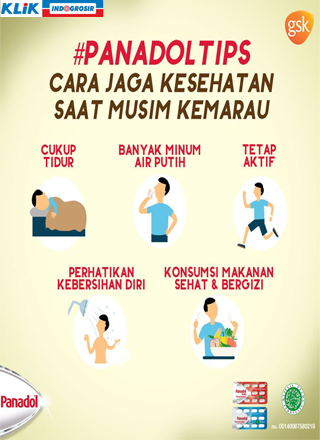 KLIK INDOGROSIR
gsk
#PANADOLTIPS
CARA JAGA KESEHATAN
SAAT MUSIM KEMARAU
CUKUP
TIDUR
BANYAK MINUM
AIR PUTIH
TETAP
AKTIF
PERHATIKAN
KEBERSIHAN DIRI
KONSUMSI MAKANAN
SEHAT & BERGIZI
Panadol
Panadol